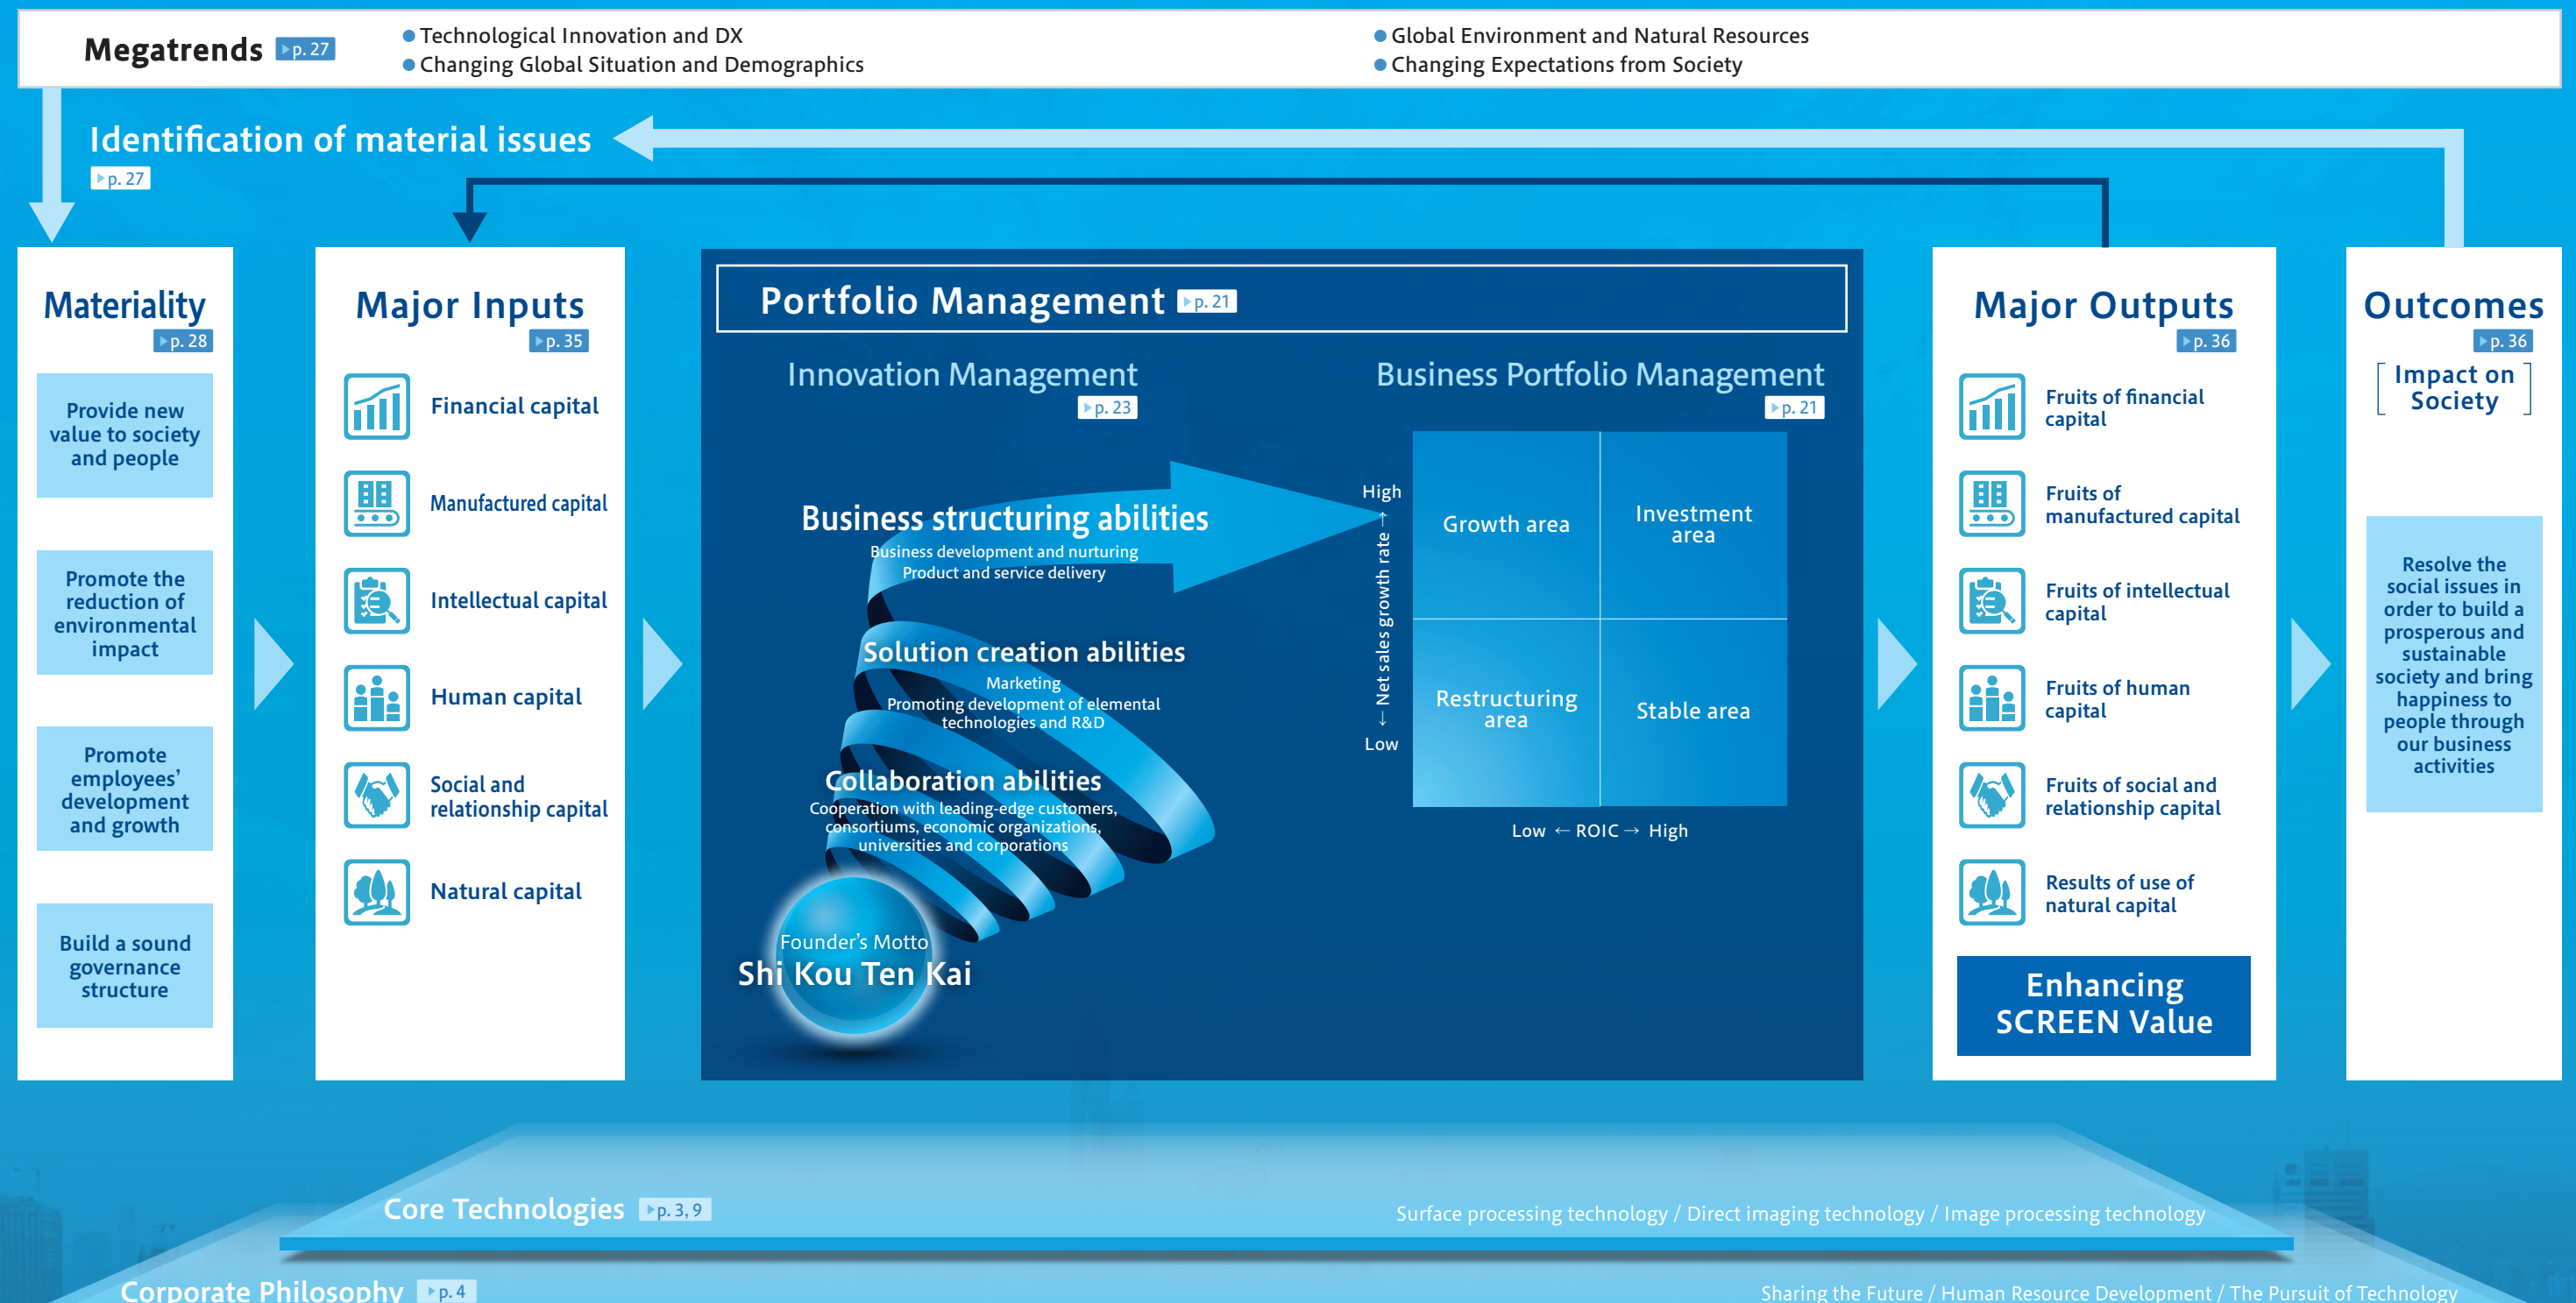 Megatrends p. 27
Technological Innovation and DX
Changing Global Situation and Demographics
Global Environment and Natural Resources
Changing Expectations from Society
Identification of material issues
p. 27
Materiality
p. 28
Provide new
value to society
and people
Promote the
reduction of
environmental
impact
Promote
employees’
development
and growth
Build a sound
governance
structure
Major Inputs
p. 35
Financial capital
Manufactured capital
Intellectual capital
Human capital
Social and
relationship capital
Natural capital
Portfolio Management p. 21
Innovation Management
p. 23
Business structuring abilities
Business development and nurturing
Product and service delivery
Solution creation abilities
Marketing
Promoting development of elemental
technologies and R&D
Collaboration abilities
Cooperation with leading-edge customers,
consortiums, economic organizations,
universities and corporations
Founder’s Motto
Shi Kou Ten Kai
Business Portfolio Management
p. 21
High
← Net sales growth rate →
Low
Growth area
Investment
area
Restructuring
area
Stable area
Low ← ROIC → High
Major Outputs
p. 36
Fruits of financial
capital
Fruits of
manufactured capital
Fruits of intellectual
capital
Fruits of human
capital
Fruits of social and
relationship capital
Results of use of
natural capital
Enhancing
SCREEN Value
Outcomes
p. 36
Impact on
Society
Resolve the
social issues in
order to build a
prosperous and
sustainable
society and bring
happiness to
people through
our business
activities
Core Technologies p. 3, 9
Surface processing technology / Direct imaging technology / Image processing technology
Corporate Philosophy p. 4
Sharing the Future / Human Resource Development / The Pursuit of Technology